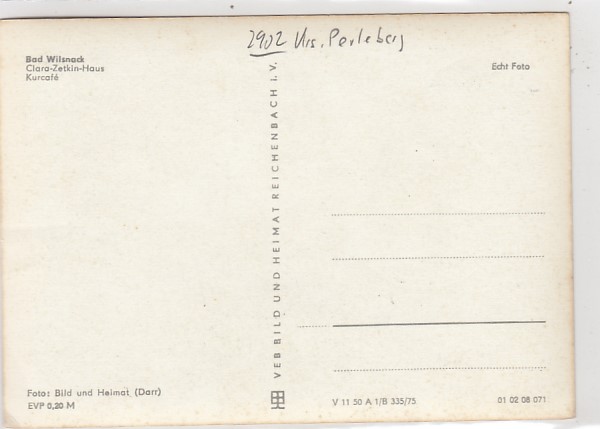 2902 Krs. Perleberg
Bad Wilsnack
Clara-Zetkin-Haus
Kurcafé
Echt Foto
VEB BILD UND HEIMAT REICHENBACH I. V.
Foto: Bild und Heimat (Darr)
EVP 0,20 M
V 11 50 A 1/B 335/75
01 02 08 071